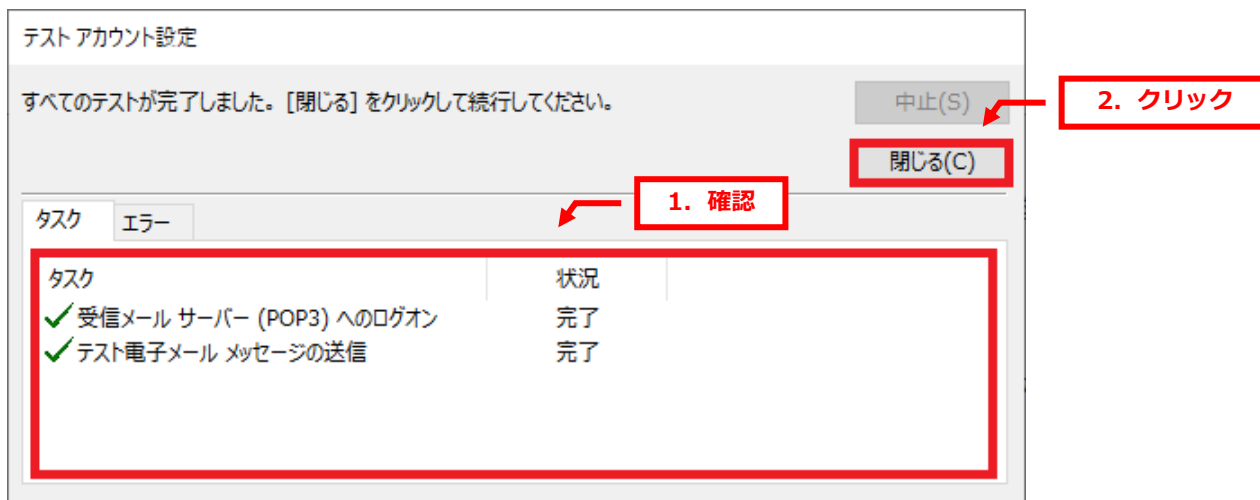 テスト アカウント設定
すべてのテストが完了しました。[閉じる] をクリックして続行してください。
中止(S)
2. クリック
閉じる(C)
1. 確認
タスク
エラー
タスク 状況
受信メール サーバー (POP3) へのログオン 完了
テスト電子メール メッセージの送信 完了